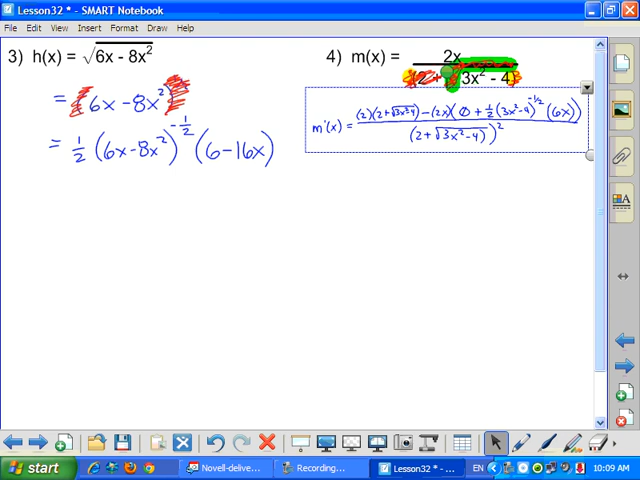 Lesson32 * - SMART Notebook
File Edit View Insert Format Draw Help
3) h(x) = √6x - 8x²
4) m(x) = 2x
(2 + √3x² - 4)
= (6x - 8x²)
= 1/2 (6x - 8x²)^-1/2 (6 - 16x)
m'(x) = (2)(2 + √3x²-4) - (2x)(0 + 1/2 (3x² - 4)^-1/2 (6x))
(2 + √3x² - 4)²
start
Novell-delive...
Recording...
Lesson32 * - ...
EN
10:09 AM